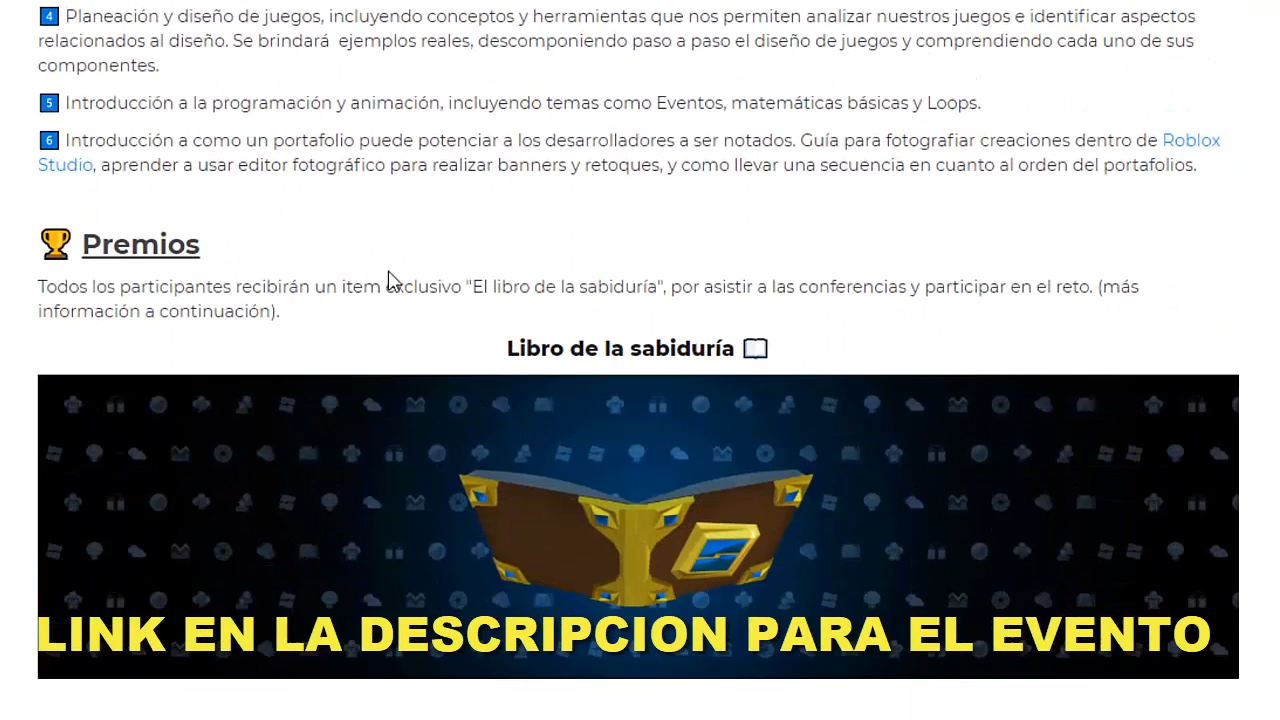 4 Planeación y diseño de juegos, incluyendo conceptos y herramientas que nos permiten analizar nuestros juegos e identificar aspectos
relacionados al diseño. Se brindará ejemplos reales, descomponiendo paso a paso el diseño de juegos y comprendiendo cada uno de sus
componentes.
5 Introducción a la programación y animación, incluyendo temas como Eventos, matemáticas básicas y Loops.
6 Introducción a como un portafolio puede potenciar a los desarrolladores a ser notados. Guía para fotografiar creaciones dentro de Roblox
Studio, aprender a usar editor fotográfico para realizar banners y retoques, y como llevar una secuencia en cuanto al orden del portafolios.
Premios
Todos los participantes recibirán un item exclusivo "El libro de la sabiduría", por asistir a las conferencias y participar en el reto. (más
información a continuación).
Libro de la sabiduría
LINK EN LA DESCRIPCION PARA EL EVENTO